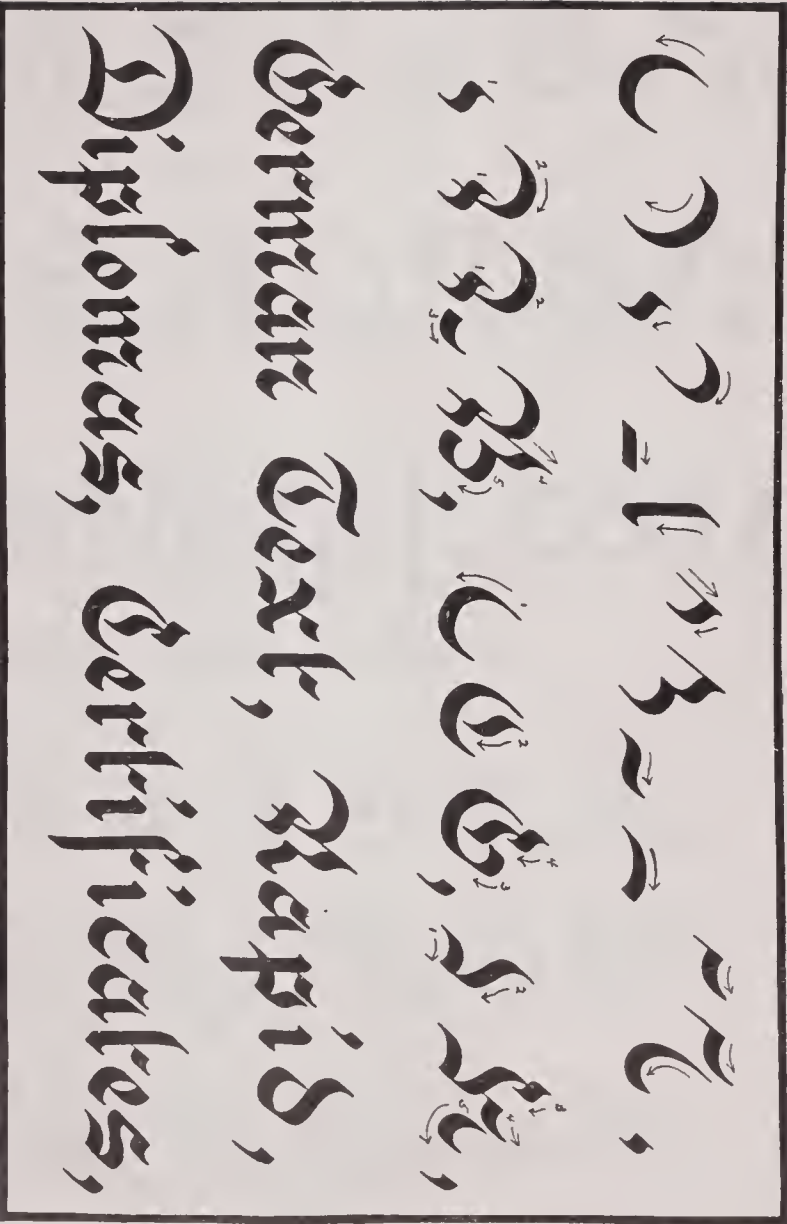 German Text, Rapid,
Diplomas, Certificates,